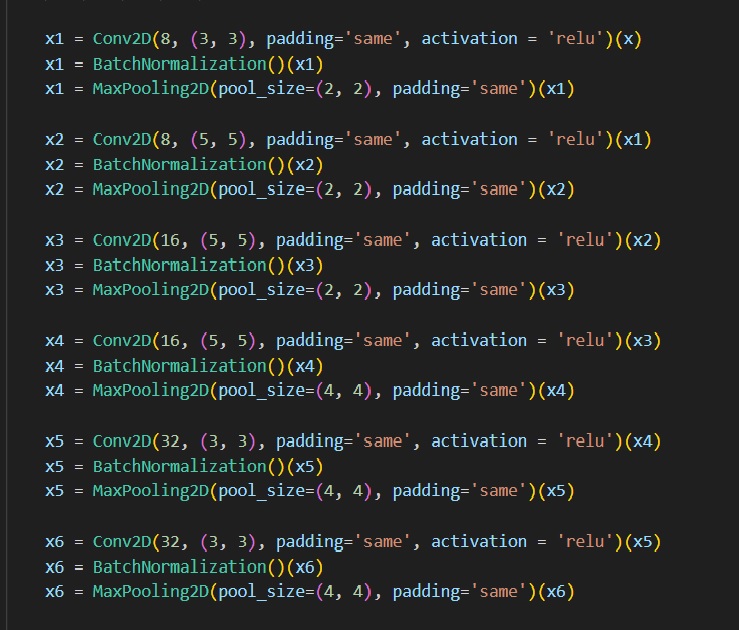 x1 = Conv2D(8, (3, 3), padding='same', activation = 'relu')(x)
x1 = BatchNormalization()(x1)
x1 = MaxPooling2D(pool_size=(2, 2), padding='same')(x1)
x2 = Conv2D(8, (5, 5), padding='same', activation = 'relu')(x1)
x2 = BatchNormalization()(x2)
x2 = MaxPooling2D(pool_size=(2, 2), padding='same')(x2)
x3 = Conv2D(16, (5, 5), padding='same', activation = 'relu')(x2)
x3 = BatchNormalization()(x3)
x3 = MaxPooling2D(pool_size=(2, 2), padding='same')(x3)
x4 = Conv2D(16, (5, 5), padding='same', activation = 'relu')(x3)
x4 = BatchNormalization()(x4)
x4 = MaxPooling2D(pool_size=(4, 4), padding='same')(x4)
x5 = Conv2D(32, (3, 3), padding='same', activation = 'relu')(x4)
x5 = BatchNormalization()(x5)
x5 = MaxPooling2D(pool_size=(4, 4), padding='same')(x5)
x6 = Conv2D(32, (3, 3), padding='same', activation = 'relu')(x5)
x6 = BatchNormalization()(x6)
x6 = MaxPooling2D(pool_size=(4, 4), padding='same')(x6)